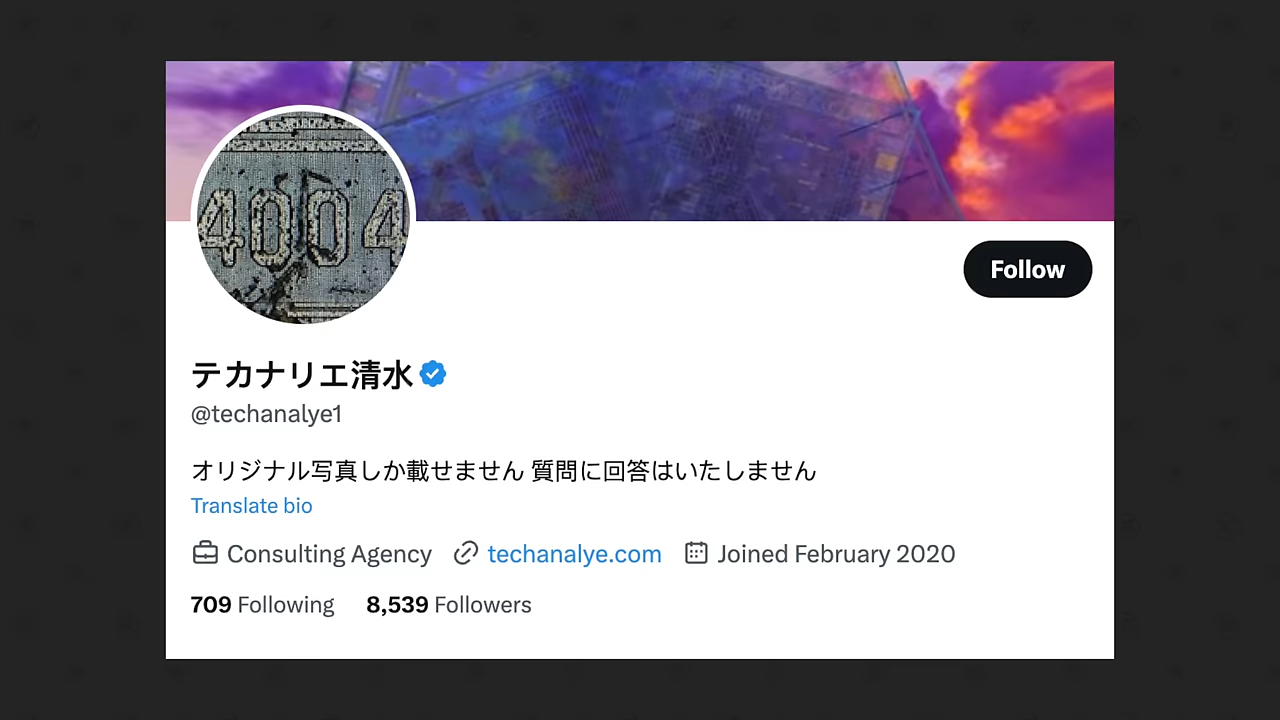 4004
Follow
テカナリエ清水
@techanalye1
オリジナル写真しか載せません 質問に回答はいたしません
Translate bio
Consulting Agency techanalye.com Joined February 2020
709 Following 8,539 Followers